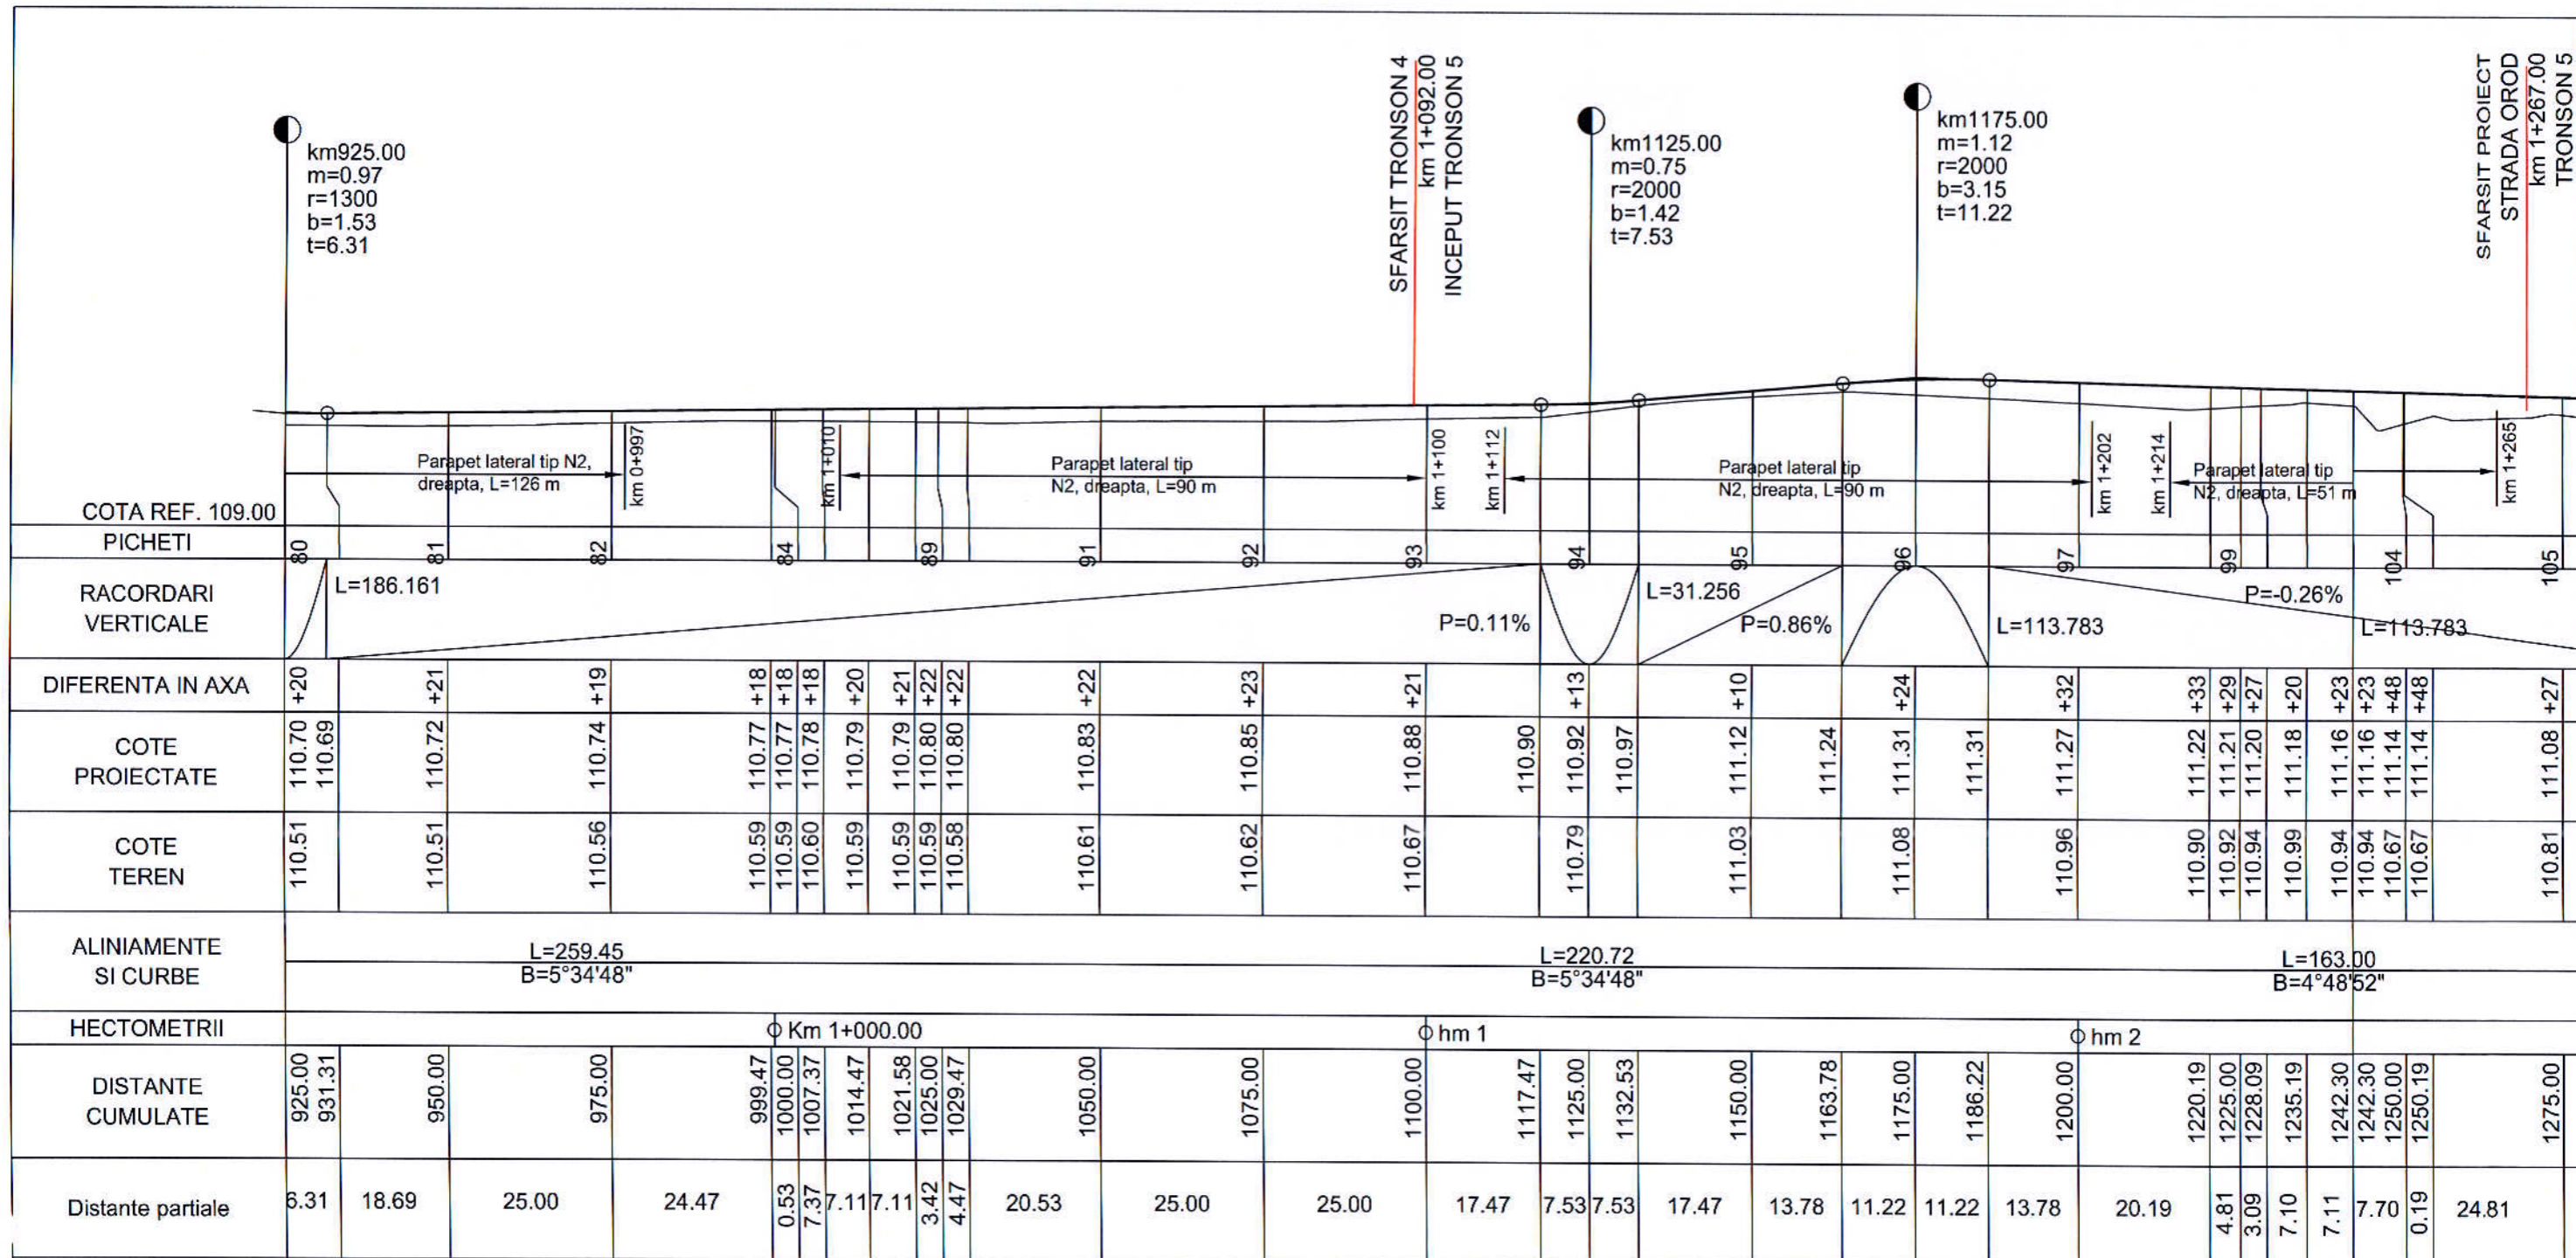 km925.00
m=0.97
r=1300
b=1.53
t=6.31
SFARSIT TRONSON 4
km 1+092.00
INCEPUT TRONSON 5
km1125.00
m=0.75
r=2000
b=1.42
t=7.53
km1175.00
m=1.12
r=2000
b=3.15
t=11.22
SFARSIT PROIECT
STRADA OROD
km 1+267.00
TRONSON 5
Parapet lateral tip N2,
dreapta, L=126 m
km 0+997
km 1+010
Parapet lateral tip
N2, dreapta, L=90 m
km 1+100
km 1+112
Parapet lateral tip
N2, dreapta, L=90 m
km 1+202
km 1+214
Parapet lateral tip
N2, dreapta, L=51 m
km 1+265
COTA REF. 109.00
PICHETI
80 81 82 84 89 91 92 93 94 95 96 97 99 104 105
RACORDARI
VERTICALE
L=186.161
P=0.11%
L=31.256
P=0.86%
L=113.783
P=-0.26%
L=113.783
DIFERENTA IN AXA
+20 +21 +19 +18 +18 +18 +20 +21 +22 +22 +22 +23 +21 +13 +10 +24 +32 +33 +29 +27 +20 +23 +23 +48 +48 +27
COTE
PROIECTATE
110.70 110.69 110.72 110.74 110.77 110.77 110.78 110.79 110.79 110.80 110.80 110.83 110.85 110.88 110.90 110.92 110.97 111.12 111.24 111.31 111.31 111.27 111.22 111.21 111.20 111.18 111.16 111.16 111.14 111.14 111.08
COTE
TEREN
110.51 110.51 110.56 110.59 110.59 110.60 110.59 110.59 110.59 110.58 110.61 110.62 110.67 110.79 111.03 111.08 110.96 110.90 110.92 110.94 110.99 110.94 110.94 110.67 110.67 110.81
ALINIAMENTE
SI CURBE
L=259.45
B=5°34'48"
L=220.72
B=5°34'48"
L=163.00
B=4°48'52"
HECTOMETRII
Km 1+000.00
hm 1
hm 2
DISTANTE
CUMULATE
925.00 931.31 950.00 975.00 999.47 1000.00 1007.37 1014.47 1021.58 1025.00 1029.47 1050.00 1075.00 1100.00 1117.47 1125.00 1132.53 1150.00 1163.78 1175.00 1186.22 1200.00 1220.19 1225.00 1228.09 1235.19 1242.30 1242.30 1250.00 1250.19 1275.00
Distante partiale
6.31 18.69 25.00 24.47 0.53 7.37 7.11 7.11 3.42 4.47 20.53 25.00 25.00 17.47 7.53 7.53 17.47 13.78 11.22 11.22 13.78 20.19 4.81 3.09 7.10 7.11 7.70 0.19 24.81